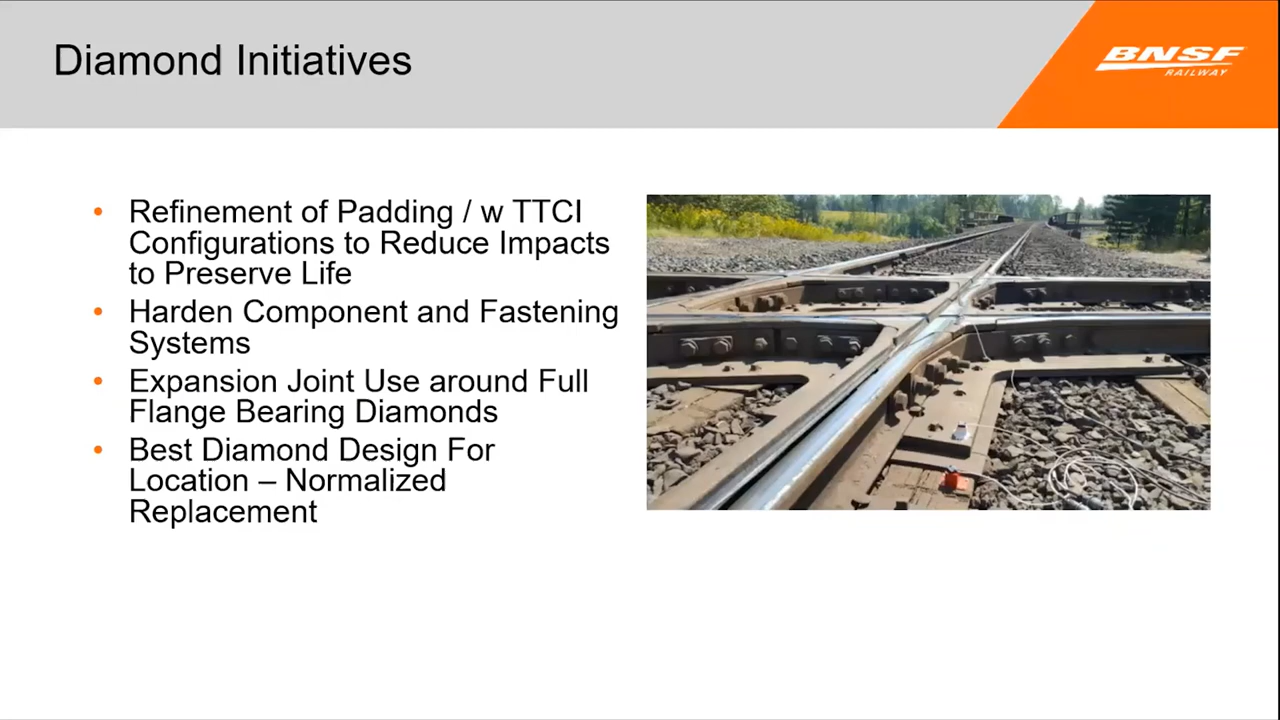 Diamond Initiatives
BNSF
RAILWAY
• Refinement of Padding / w TTCI
Configurations to Reduce Impacts
to Preserve Life
• Harden Component and Fastening
Systems
• Expansion Joint Use around Full
Flange Bearing Diamonds
• Best Diamond Design For
Location – Normalized
Replacement